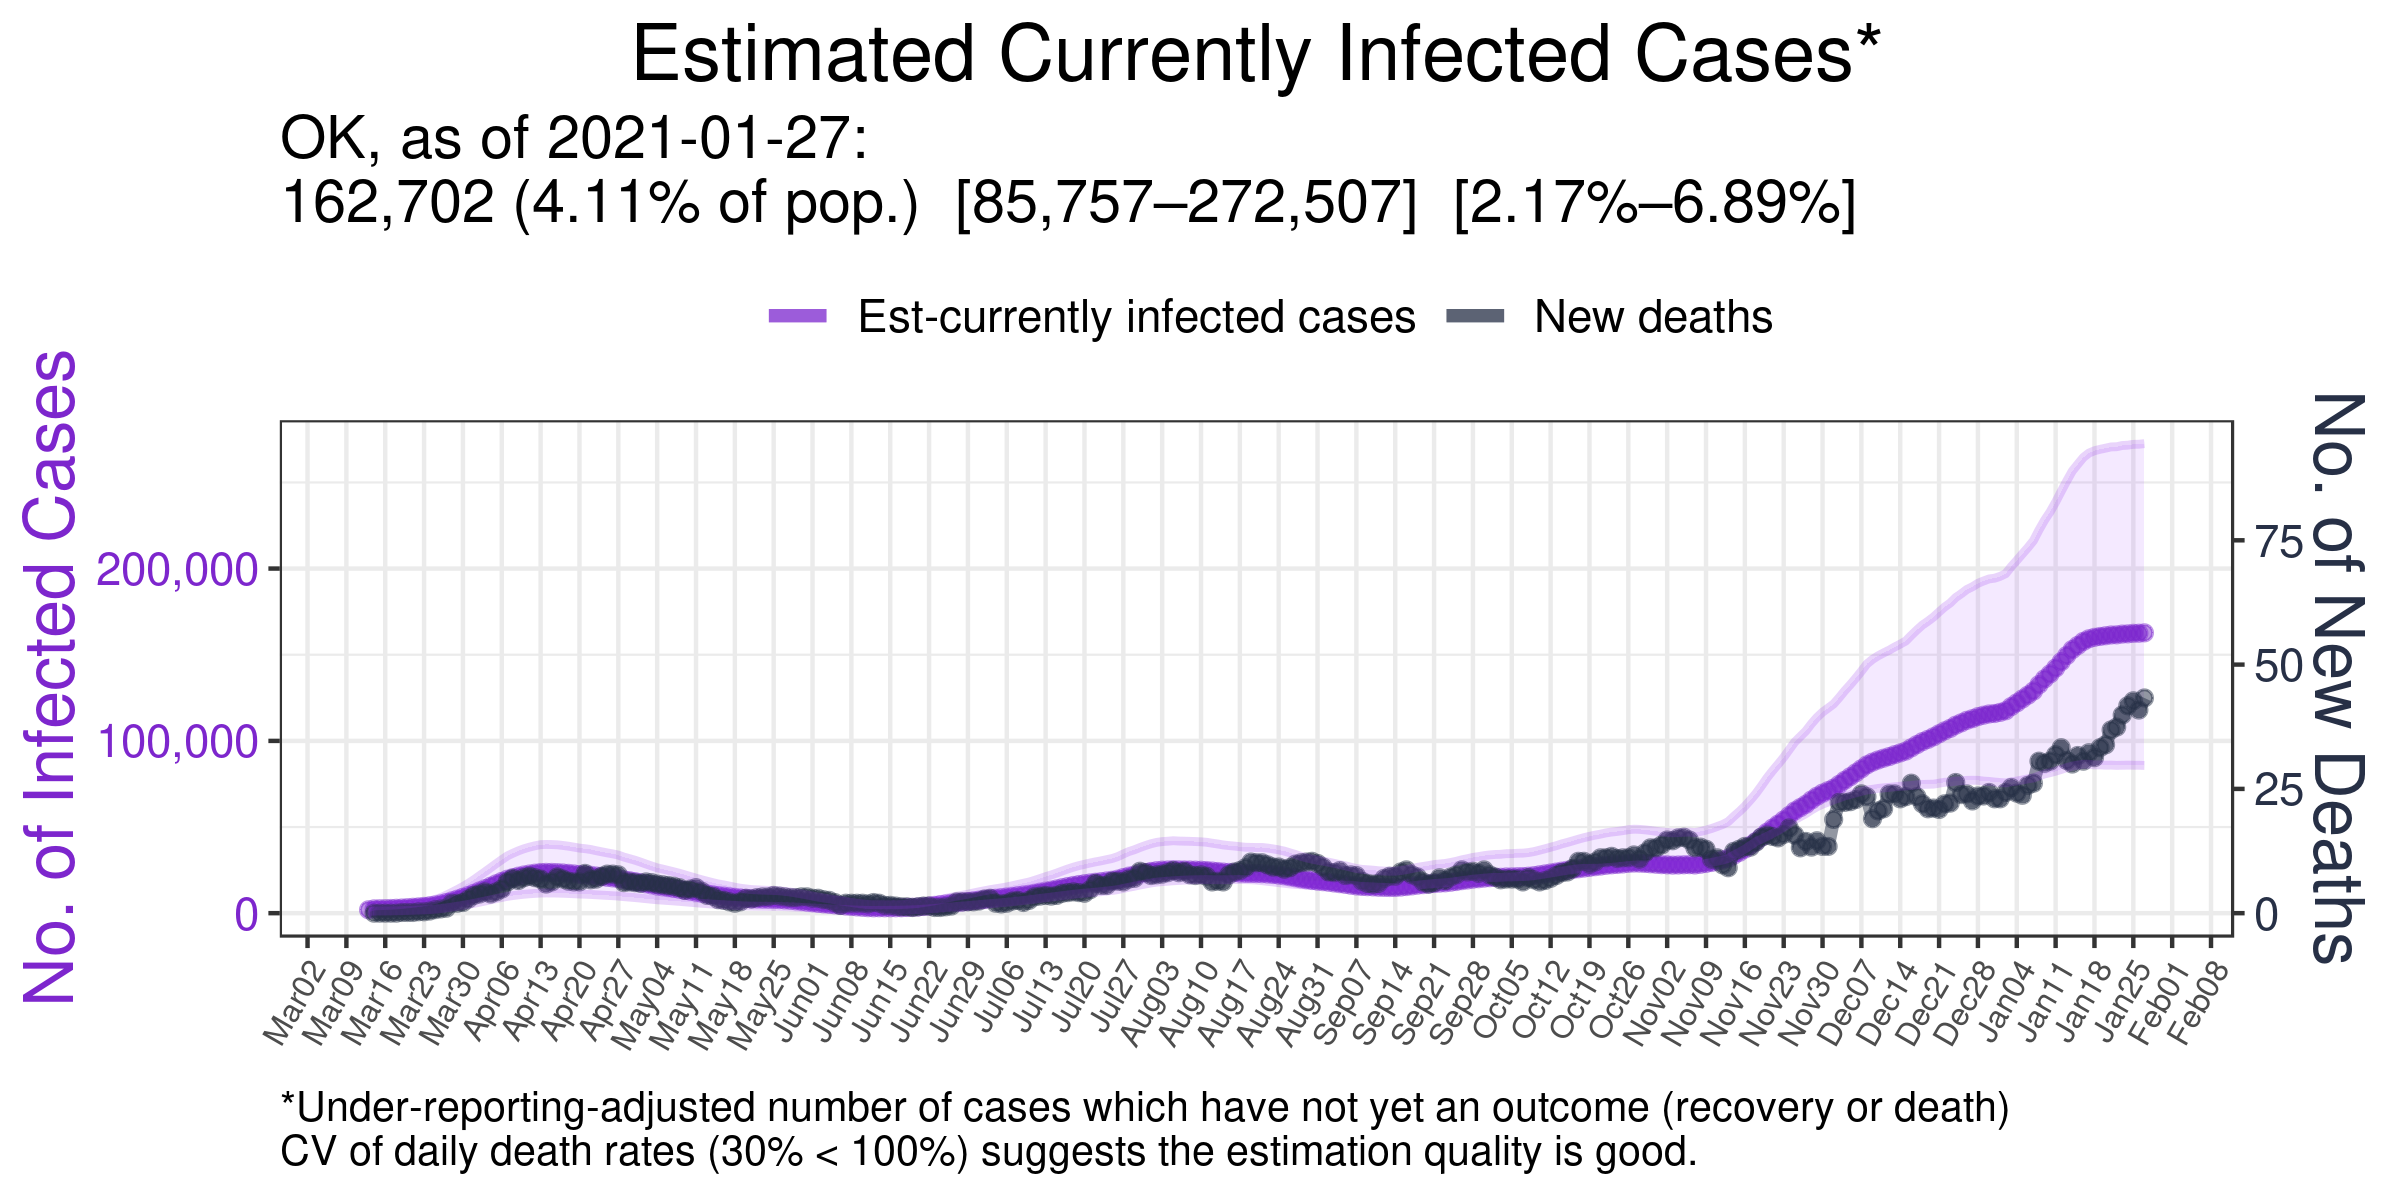 Estimated Currently Infected Cases*
OK, as of 2021-01-27:
162,702 (4.11% of pop.) [85,757–272,507] [2.17%–6.89%]
Est-currently infected cases New deaths
No. of Infected Cases
200,000
100,000
0
75
50
25
0
No. of New Deaths
Mar02 Mar09 Mar16 Mar23 Mar30 Apr06 Apr13 Apr20 Apr27 May04 May11 May18 May25 Jun01 Jun08 Jun15 Jun22 Jun29 Jul06 Jul13 Jul20 Jul27 Aug03 Aug10 Aug17 Aug24 Aug31 Sep07 Sep14 Sep21 Sep28 Oct05 Oct12 Oct19 Oct26 Nov02 Nov09 Nov16 Nov23 Nov30 Dec07 Dec14 Dec21 Dec28 Jan04 Jan11 Jan18 Jan25 Feb01 Feb08
*Under-reporting-adjusted number of cases which have not yet an outcome (recovery or death)
CV of daily death rates (30% < 100%) suggests the estimation quality is good.